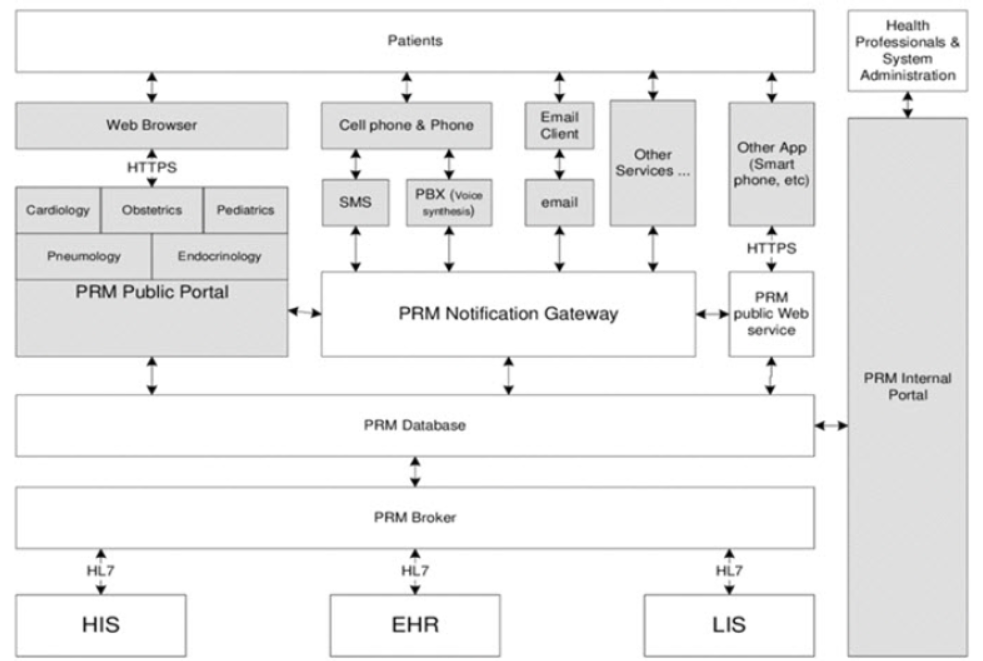 Patients
Health
Professionals &
System
Administration
Web Browser
Cell phone & Phone
Email
Client
Other
Services ...
Other App
(Smart
phone, etc)
HTTPS
Cardiology
Obstetrics
Pediatrics
SMS
PBX (Voice
synthesis)
email
Pneumology
Endocrinology
HTTPS
PRM Public Portal
PRM Notification Gateway
PRM
public Web
service
PRM Internal
Portal
PRM Database
PRM Broker
HL7
HL7
HL7
HIS
EHR
LIS